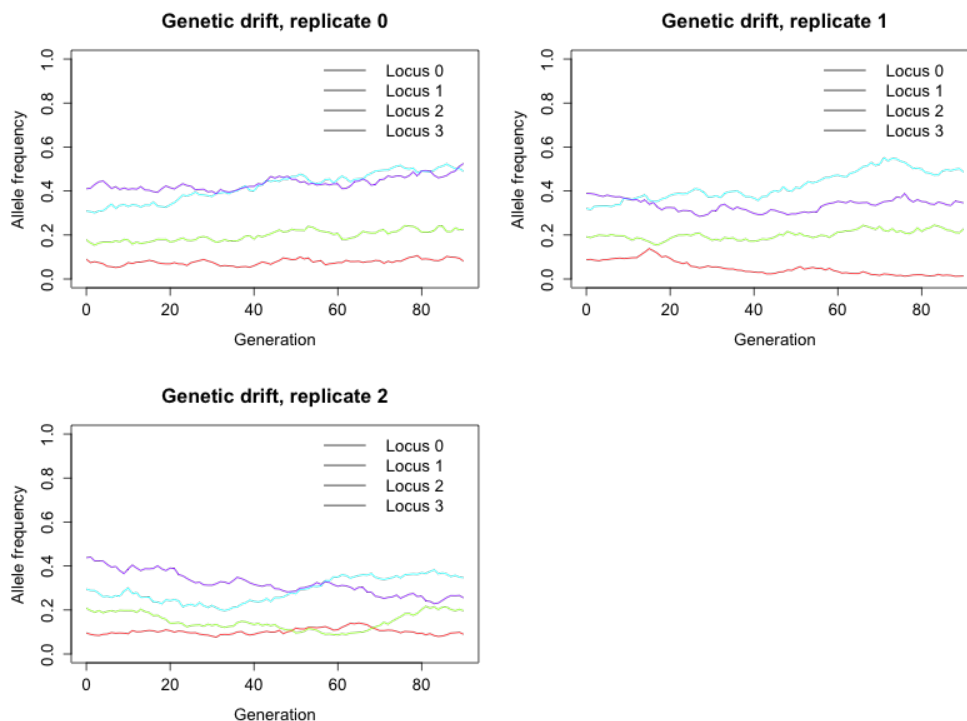 Genetic drift, replicate 0
Allele frequency
1.0
0.8
0.6
0.4
0.2
0.0
Locus 0
Locus 1
Locus 2
Locus 3
0 20 40 60 80
Generation
Genetic drift, replicate 1
Allele frequency
1.0
0.8
0.6
0.4
0.2
0.0
Locus 0
Locus 1
Locus 2
Locus 3
0 20 40 60 80
Generation
Genetic drift, replicate 2
Allele frequency
1.0
0.8
0.6
0.4
0.2
0.0
Locus 0
Locus 1
Locus 2
Locus 3
0 20 40 60 80
Generation